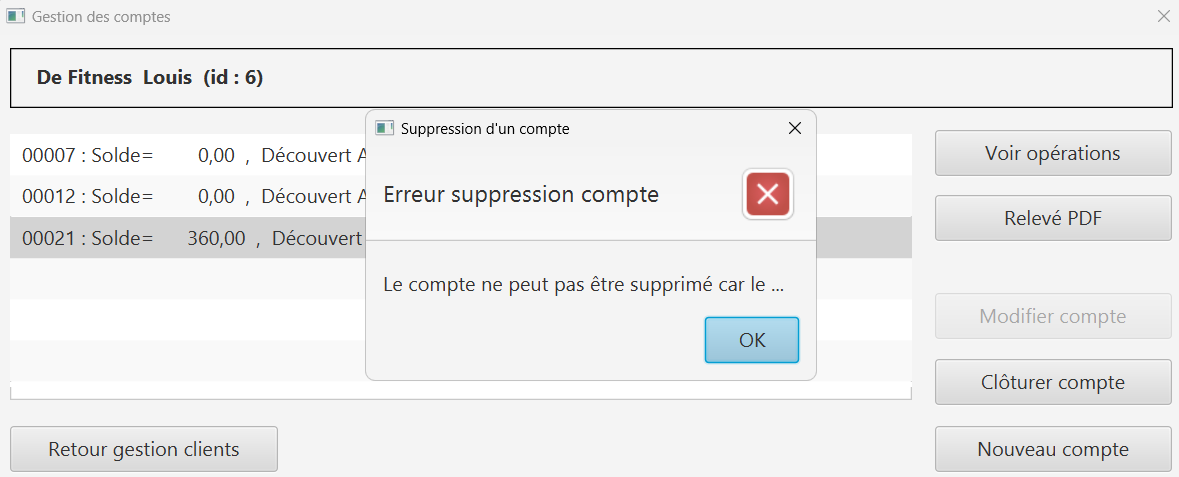 Gestion des comptes
De Fitness Louis (id : 6)
00007 : Solde= 0,00 , Découvert A
00012 : Solde= 0,00 , Découvert A
00021 : Solde= 360,00 , Découvert
Suppression d'un compte
Erreur suppression compte
Le compte ne peut pas être supprimé car le ...
OK
Voir opérations
Relevé PDF
Modifier compte
Clôturer compte
Retour gestion clients
Nouveau compte